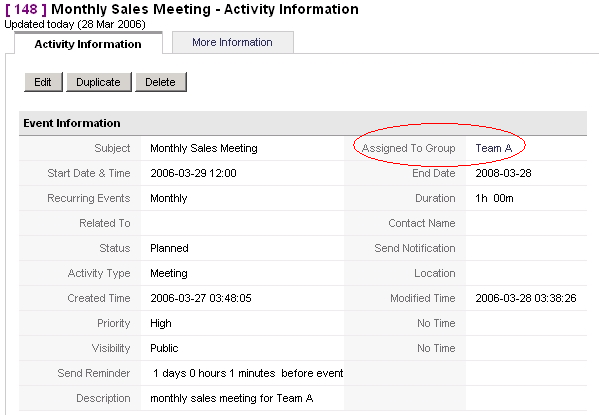 [ 148 ] Monthly Sales Meeting - Activity Information
Updated today (28 Mar 2006)
Activity Information More Information
Edit Duplicate Delete
Event Information
Subject Monthly Sales Meeting Assigned To Group Team A
Start Date & Time 2006-03-29 12:00 End Date 2008-03-28
Recurring Events Monthly Duration 1h 00m
Related To Contact Name
Status Planned Send Notification
Activity Type Meeting Location
Created Time 2006-03-27 03:48:05 Modified Time 2006-03-28 03:38:26
Priority High No Time
Visibility Public No Time
Send Reminder 1 days 0 hours 1 minutes before event
Description monthly sales meeting for Team A